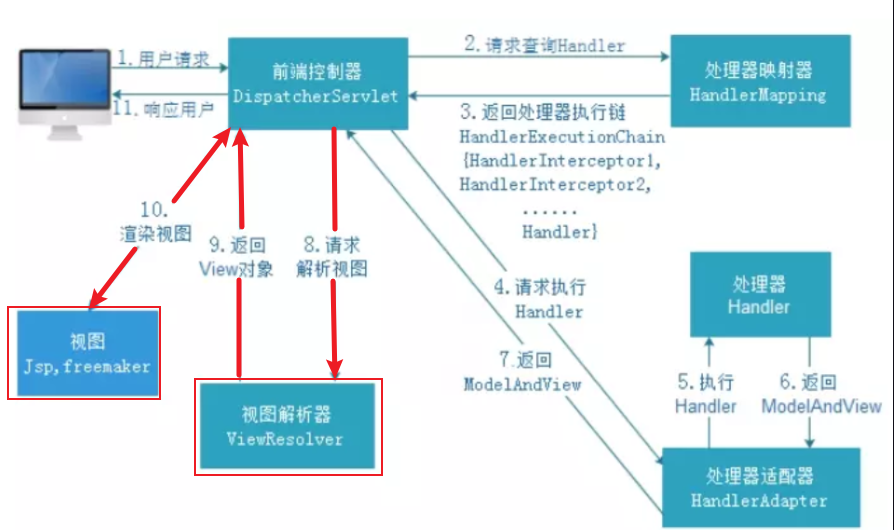 1.用户请求
11.响应用户
前端控制器
DispatcherServlet
2.请求查询Handler
处理器映射器
HandlerMapping
3.返回处理器执行链
HandlerExecutionChain
{HandlerInterceptor1,
HandlerInterceptor2,
......
Handler}
10.
渲染视图
9.返回
View对象
8.请求
解析视图
4.请求执行
Handler
处理器
Handler
视图
Jsp,freemaker
7.返回
ModelAndView
5.执行
Handler
6.返回
ModelAndView
视图解析器
ViewResolver
处理器适配器
HandlerAdapter